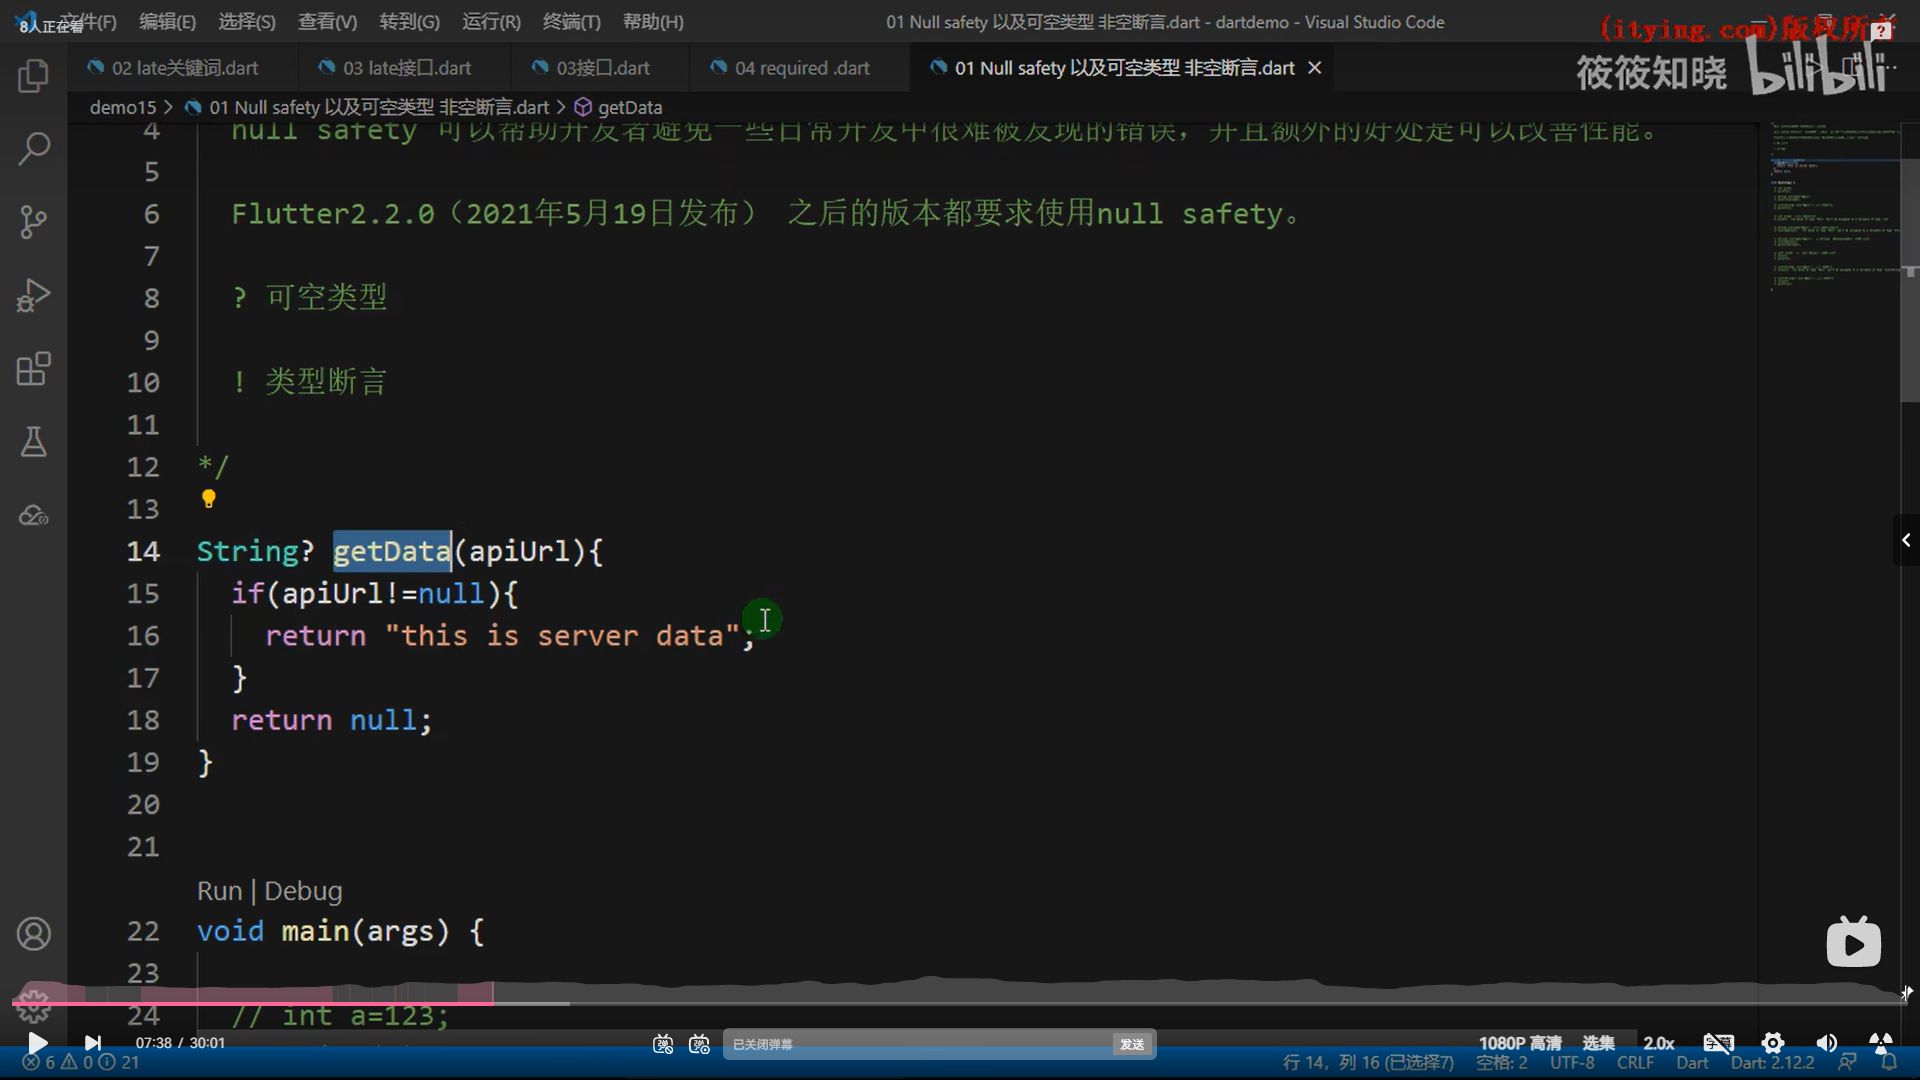 8人正在看
文件(F) 编辑(E) 选择(S) 查看(V) 转到(G) 运行(R) 终端(T) 帮助(H) 01 Null safety 以及可空类型 非空断言.dart - dartdemo - Visual Studio Code
(itying.com)版权所有
02 late关键词.dart 03 late接口.dart 03接口.dart 04 required .dart 01 Null safety 以及可空类型 非空断言.dart
筱筱知晓 bilibili
demo15 > 01 Null safety 以及可空类型 非空断言.dart > getData
4 null safety 可以帮助开发者避免一些日常开发中很难被发现的错误，并且额外的好处是可以改善性能。
5
6 Flutter2.2.0（2021年5月19日发布） 之后的版本都要求使用null safety。
7
8 ? 可空类型
9
10 ! 类型断言
11
12 */
13
14 String? getData(apiUrl){
15 if(apiUrl!=null){
16 return "this is server data";
17 }
18 return null;
19 }
20
21
Run | Debug
22 void main(args) {
23
24 // int a=123;
07:38 / 30:01 已关闭弹幕 发送 1080P 高清 选集 2.0x 字幕
6 0 21 行 14，列 16 (已选择7) 空格: 2 UTF-8 CRLF Dart Dart: 2.12.2